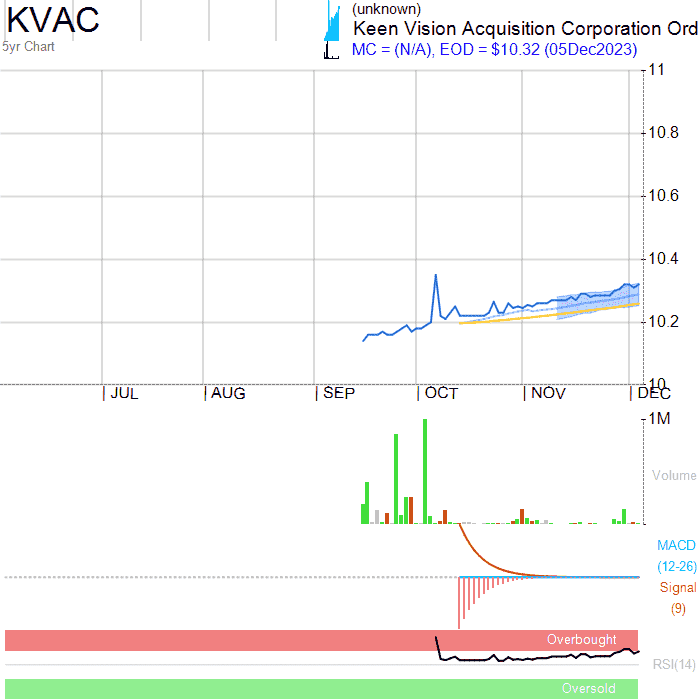 KVAC
5yr Chart
(unknown)
Keen Vision Acquisition Corporation Ord
MC = (N/A), EOD = $10.32 (05Dec2023)
11
10.8
10.6
10.4
10.2
10
JUL
AUG
SEP
OCT
NOV
DEC
1M
Volume
MACD
(12-26)
Signal
(9)
Overbought
RSI(14)
Oversold